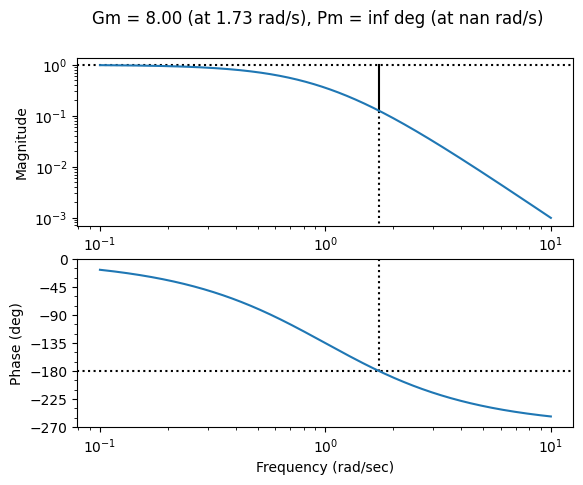 Gm = 8.00 (at 1.73 rad/s), Pm = inf deg (at nan rad/s)
10⁰
10⁻¹
10⁻²
10⁻³
Magnitude
10⁻¹ 10⁰ 10¹
0
-45
-90
-135
-180
-225
-270
Phase (deg)
10⁻¹ 10⁰ 10¹
Frequency (rad/sec)